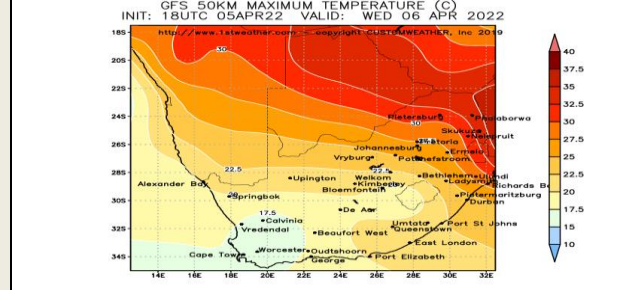 GFS 50KM MAXIMUM TEMPERATURE (C)
INIT: 18UTC 05APR22 VALID: WED 06 APR 2022
http://www.1stweather.com copyright CUSTOMWEATHER, Inc 2019
18S
20S
22S
24S
26S
28S
30S
32S
34S
14E 16E 18E 20E 22E 24E 26E 28E 30E 32E
40
37.5
35
32.5
30
27.5
25
22.5
20
17.5
15
10
30
Pietersburg
Phalaborwa
30
Skukuza
Nelspruit
Pretoria
Johannesburg
Ermelo
Vryburg
Potchefstroom
22.5
22.5
Bethlehem
Ulundi
Upington
Welkom
Ladysmith
Alexander Bay
Kimberley
Richards Ba
Bloemfontein
20
Springbok
Pietermaritzburg
Durban
De Aar
17.5
Calvinia
Vredendal
Umtata
Port St Johns
Queenstown
Beaufort West
East London
Worcester
Oudtshoorn
Cape Town
George
Port Elizabeth